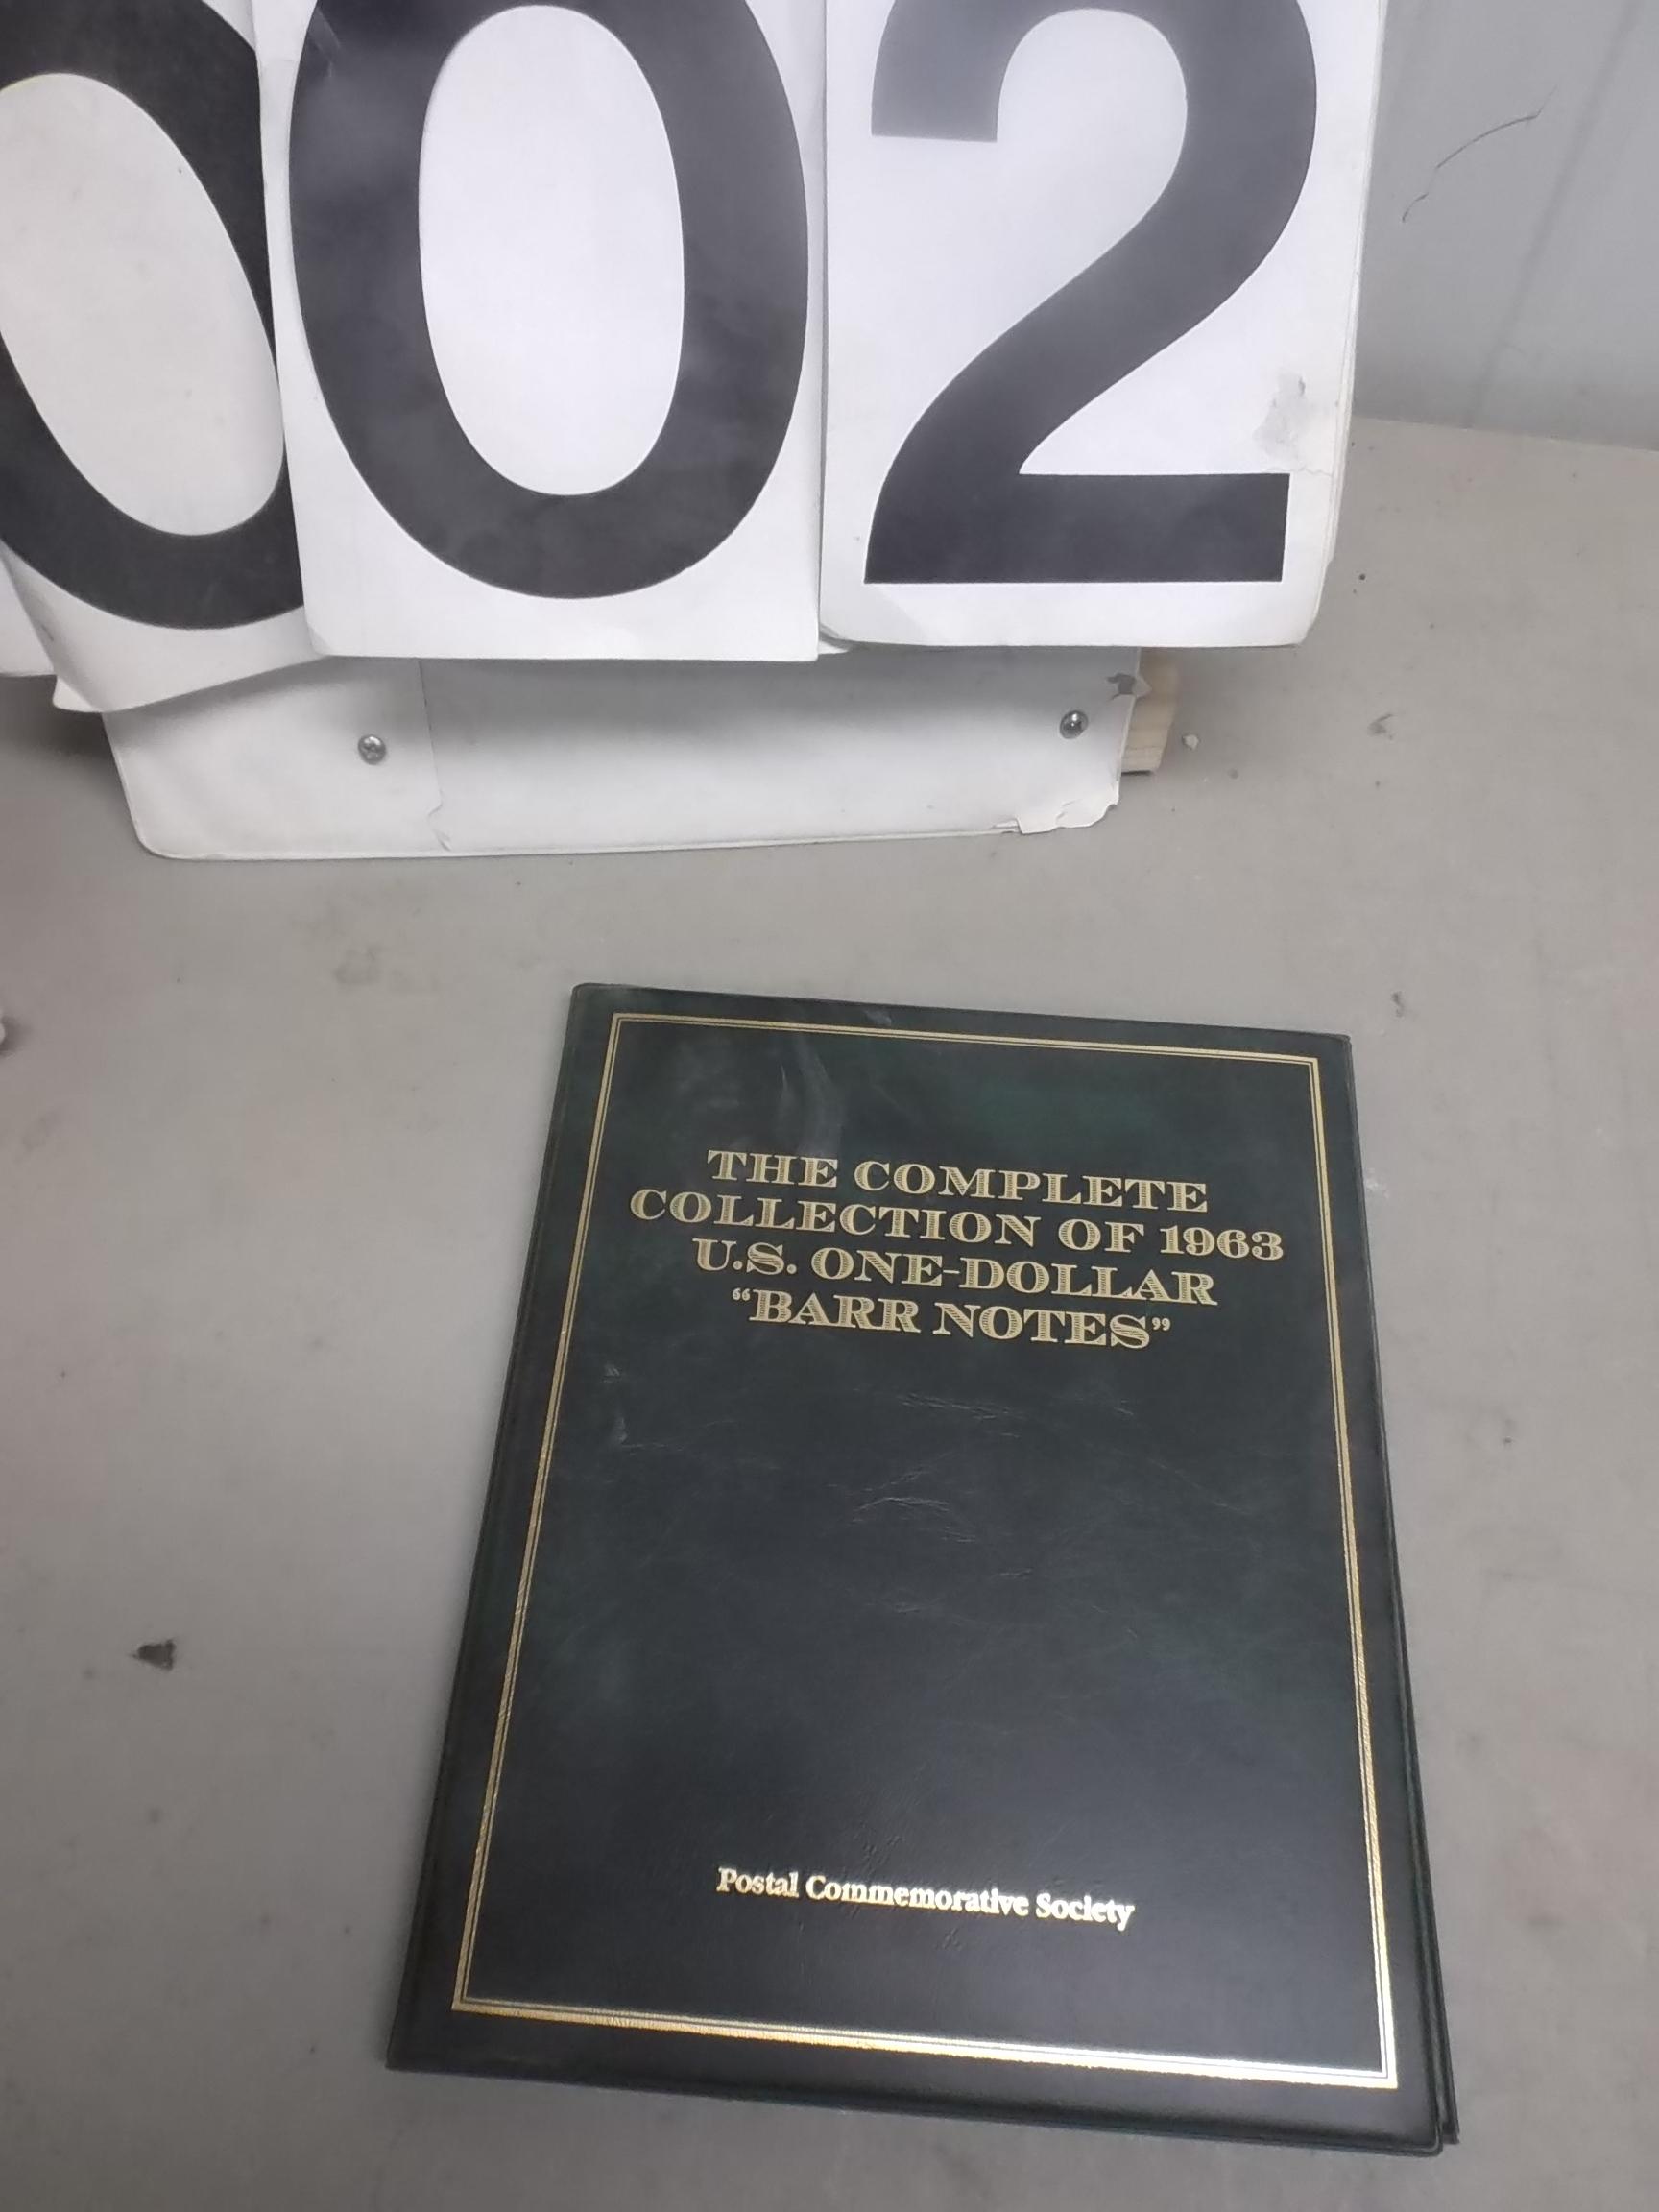 002
THE COMPLETE
COLLECTION OF 1963
U.S. ONE-DOLLAR
“BARR NOTES”
Postal Commemorative Society